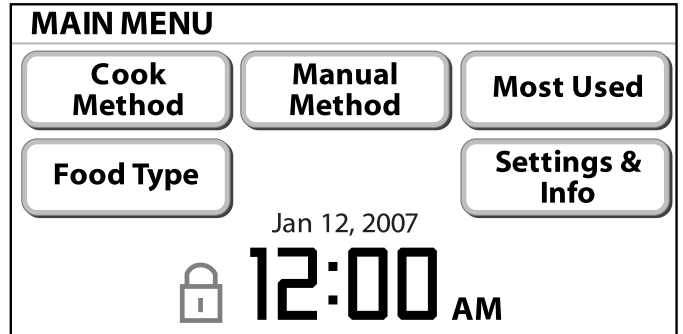 MAIN MENU
Cook
Method
Manual
Method
Most Used
Food Type
Settings &
Info
Jan 12, 2007
12:00 AM